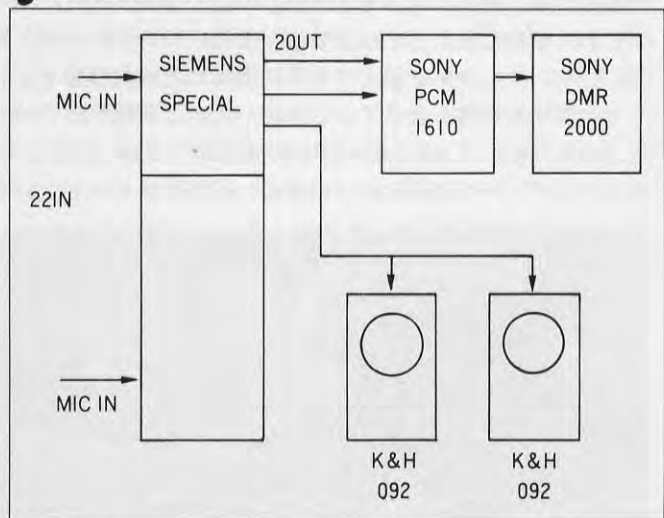 20UT
MIC IN
SIEMENS
SPECIAL
SONY
PCM
1610
SONY
DMR
2000
22IN
MIC IN
K&H
092
K&H
092